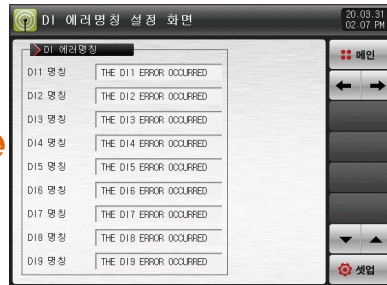 DI 에러명칭 설정 화면
20.03.31
02:07 PM
DI 에러명칭
DI1 명칭 THE DI1 ERROR OCCURRED
DI2 명칭 THE DI2 ERROR OCCURRED
DI3 명칭 THE DI3 ERROR OCCURRED
DI4 명칭 THE DI4 ERROR OCCURRED
DI5 명칭 THE DI5 ERROR OCCURRED
DI6 명칭 THE DI6 ERROR OCCURRED
DI7 명칭 THE DI7 ERROR OCCURRED
DI8 명칭 THE DI8 ERROR OCCURRED
DI9 명칭 THE DI9 ERROR OCCURRED
메인
셋업
e